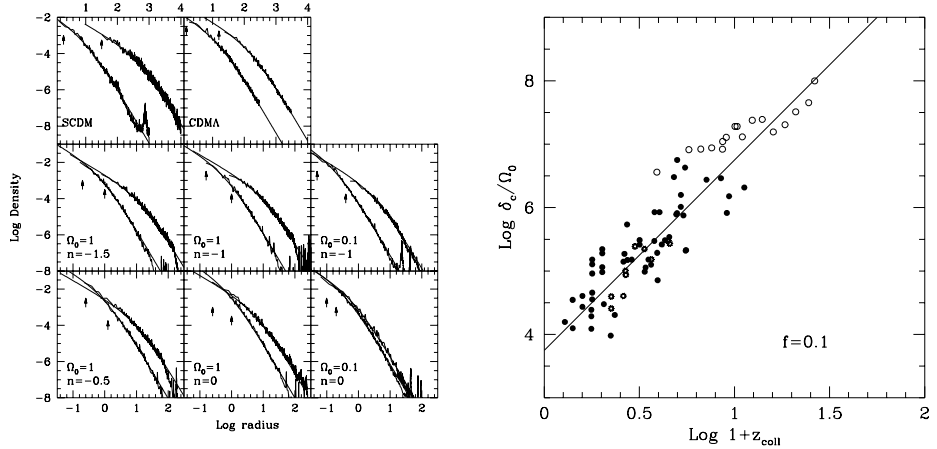 1 2 3 4 1 2 3 4
-2
-4
-6
-8
SCDM
CDMΛ
-2
-4
-6
-8
Ω₀=1
n=-1.5
Ω₀=1
n=-1
Ω₀=0.1
n=-1
-2
-4
-6
-8
Ω₀=1
n=-0.5
Ω₀=1
n=0
Ω₀=0.1
n=0
-1 0 1 2 -1 0 1 2 -1 0 1 2
Log radius
Log Density
8
6
4
Log δc/Ω₀
f=0.1
0 0.5 1 1.5 2
Log 1+zcoll